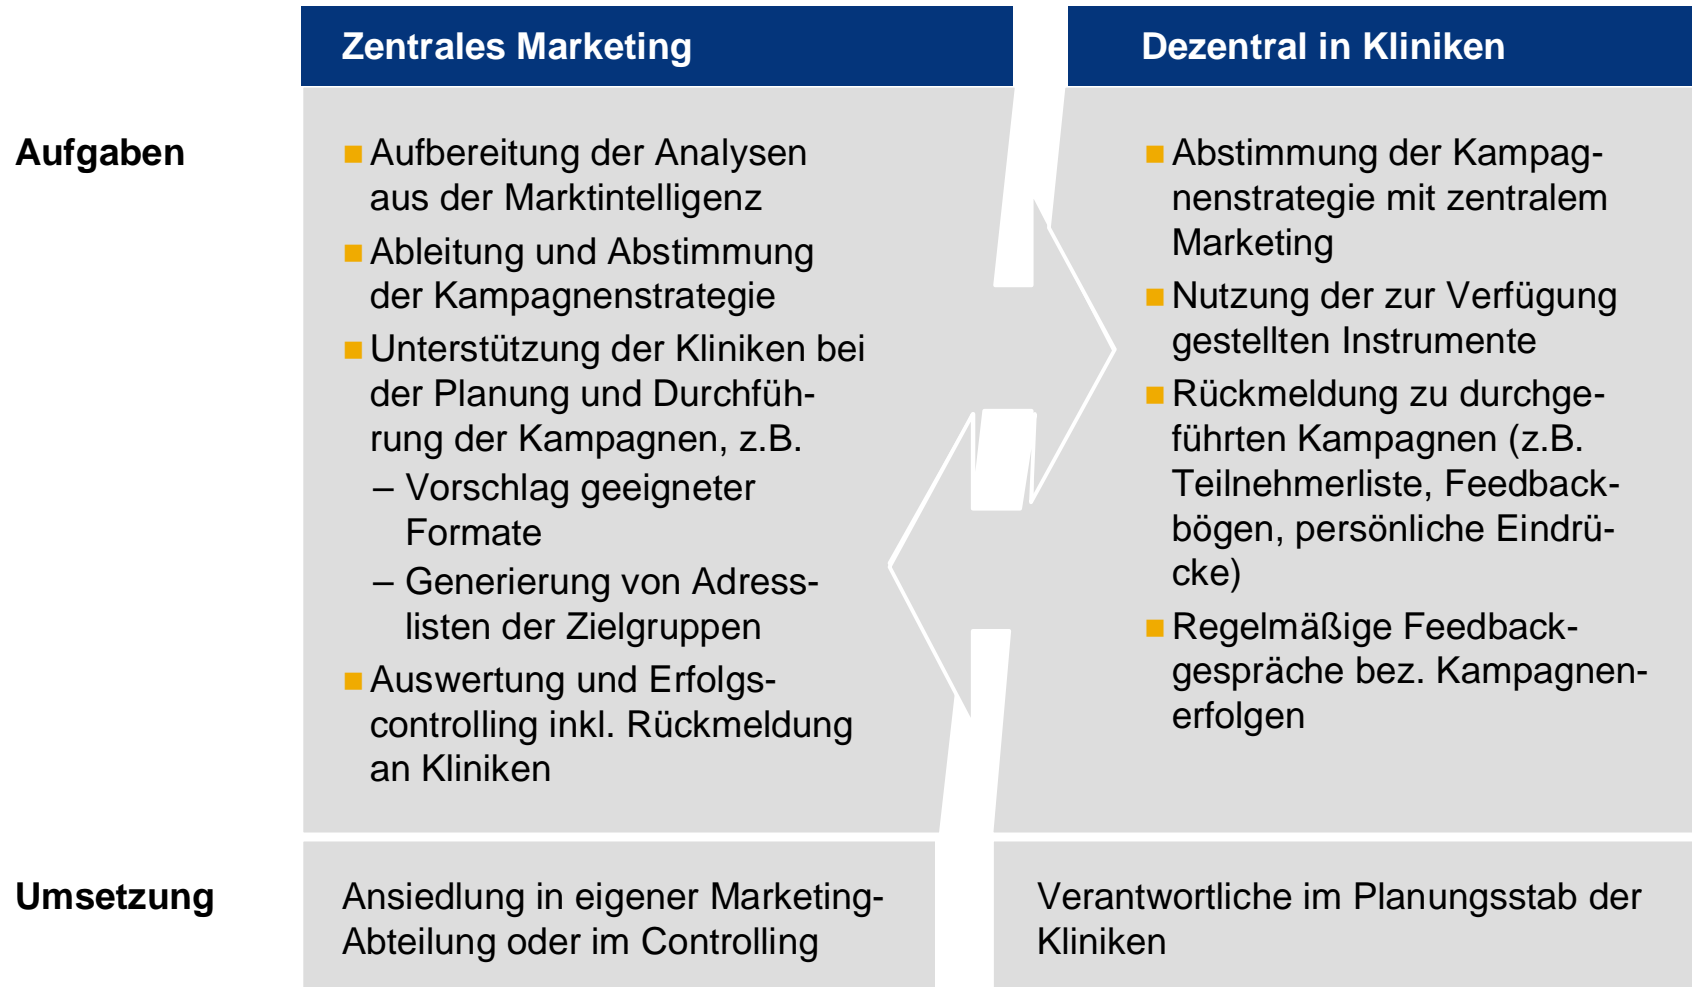 Zentrales Marketing
Dezentral in Kliniken
Aufgaben
■ Aufbereitung der Analysen
aus der Marktintelligenz
■ Ableitung und Abstimmung
der Kampagnenstrategie
■ Unterstützung der Kliniken bei
der Planung und Durchfüh-
rung der Kampagnen, z.B.
– Vorschlag geeigneter
Formate
– Generierung von Adress-
listen der Zielgruppen
■ Auswertung und Erfolgs-
controlling inkl. Rückmeldung
an Kliniken
■ Abstimmung der Kampag-
nenstrategie mit zentralem
Marketing
■ Nutzung der zur Verfügung
gestellten Instrumente
■ Rückmeldung zu durchge-
führten Kampagnen (z.B.
Teilnehmerliste, Feedback-
bögen, persönliche Eindrü-
cke)
■ Regelmäßige Feedback-
gespräche bez. Kampagnen-
erfolgen
Umsetzung
Ansiedlung in eigener Marketing-
Abteilung oder im Controlling
Verantwortliche im Planungsstab der
Kliniken